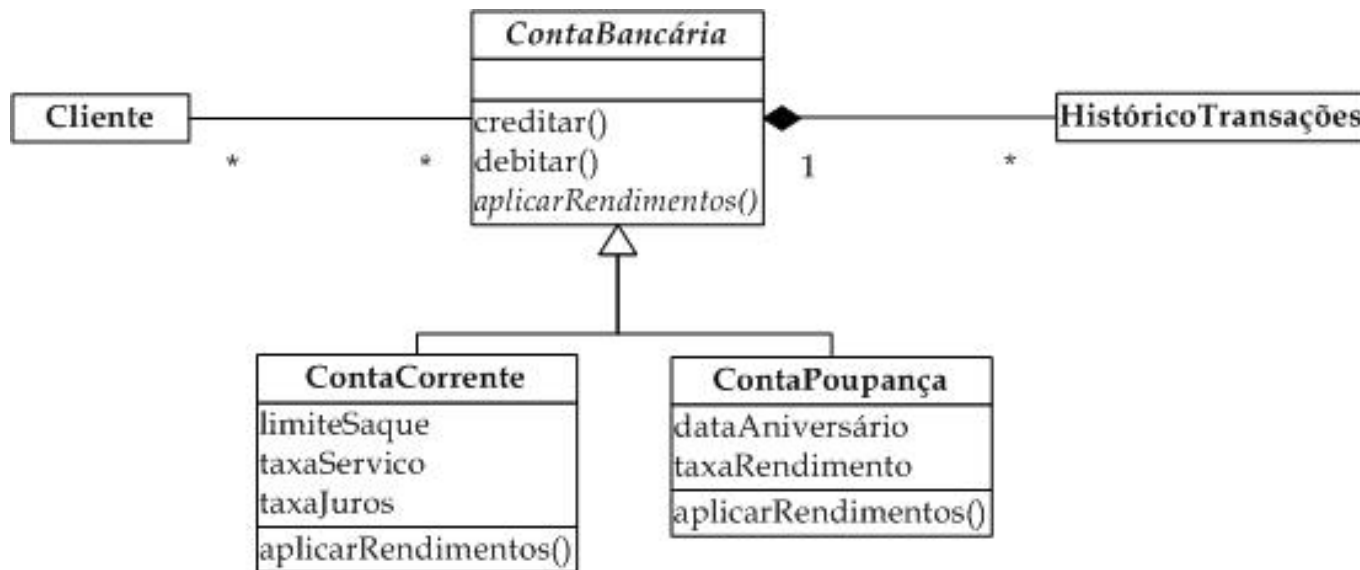 ContaBancária
Cliente
creditar()
debitar()
aplicarRendimentos()
HistóricoTransações
* * 1 *
ContaCorrente
limiteSaque
taxaServico
taxaJuros
aplicarRendimentos()
ContaPoupança
dataAniversário
taxaRendimento
aplicarRendimentos()